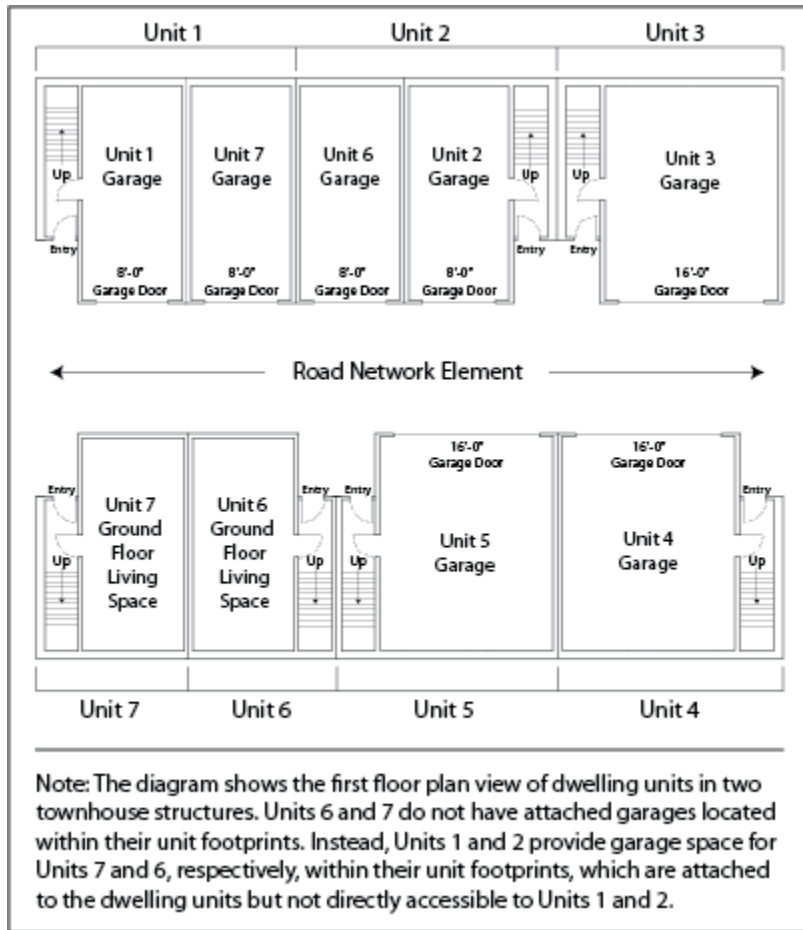 Unit 1 Unit 2 Unit 3
Unit 1 Garage
Unit 7 Garage
Unit 6 Garage
Unit 2 Garage
Unit 3 Garage
Up Up Up
Entry Entry Entry
8'-0" Garage Door
8'-0" Garage Door
8'-0" Garage Door
8'-0" Garage Door
16'-0" Garage Door
Road Network Element
16'-0" Garage Door
16'-0" Garage Door
Entry Entry Entry Entry
Unit 7 Ground Floor Living Space
Unit 6 Ground Floor Living Space
Unit 5 Garage
Unit 4 Garage
Up Up Up Up
Unit 7 Unit 6 Unit 5 Unit 4
Note: The diagram shows the first floor plan view of dwelling units in two
townhouse structures. Units 6 and 7 do not have attached garages located
within their unit footprints. Instead, Units 1 and 2 provide garage space for
Units 7 and 6, respectively, within their unit footprints, which are attached
to the dwelling units but not directly accessible to Units 1 and 2.